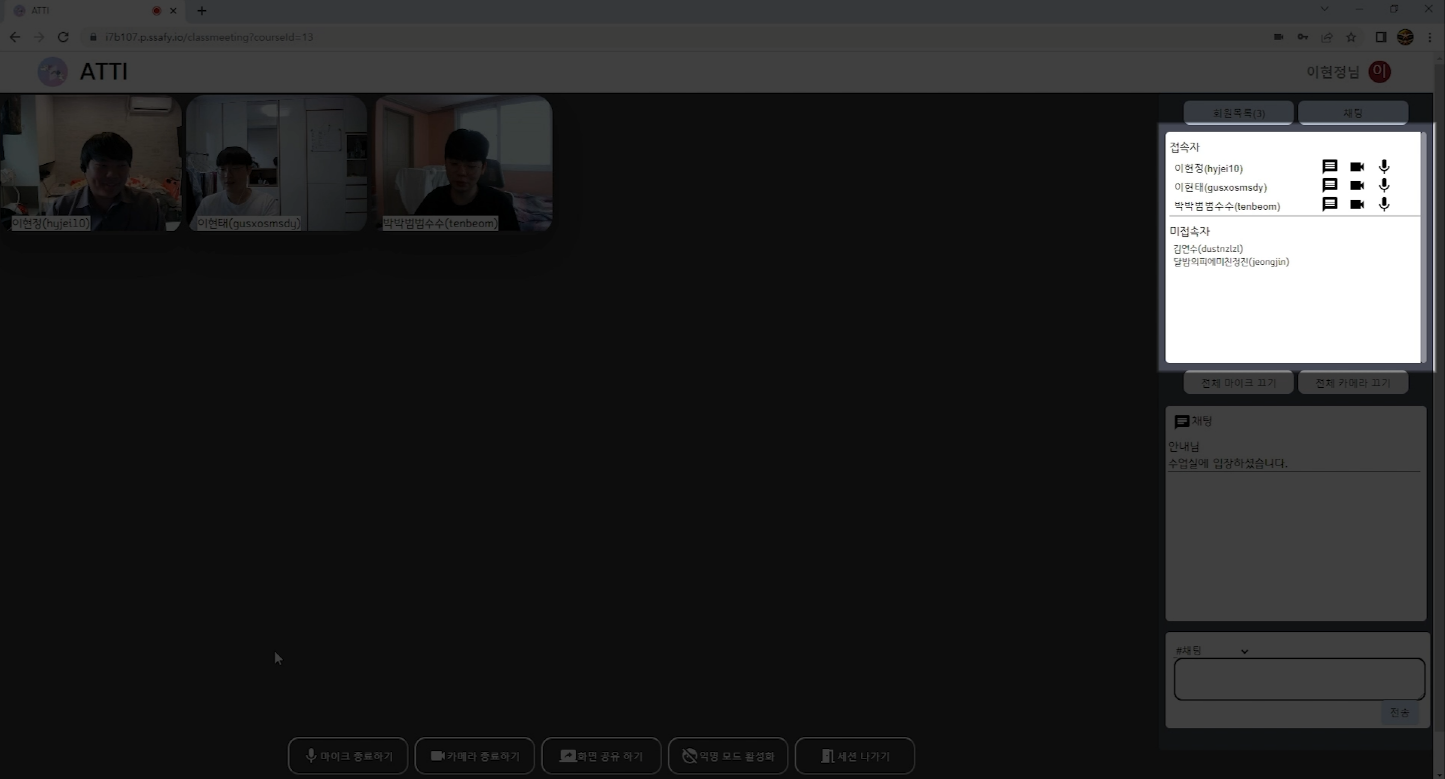 ATTI
i7b107.p.ssafy.io/classmeeting?courseId=13
ATTI
이현정님
이
이현정(hyjei10)
이현태(gusxosmsdy)
박박범범수수(tenbeom)
회원목록(3)
채팅
접속자
이현정(hyjei10)
이현태(gusxosmsdy)
박박범범수수(tenbeom)
미접속자
김연수(dustnzlzl)
달밤의피에미친정진(jeongjin)
전체 마이크 끄기
전체 카메라 끄기
채팅
안내님
수업실에 입장하셨습니다.
#채팅
전송
마이크 종료하기
카메라 종료하기
화면 공유 하기
익명 모드 활성화
세션 나가기